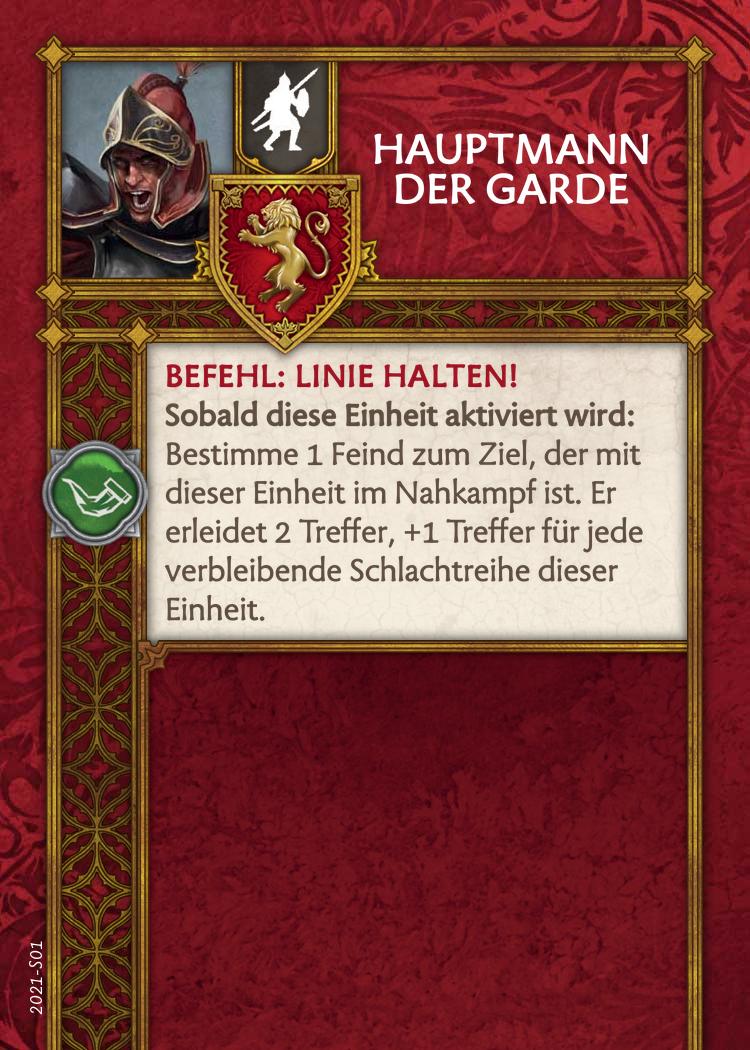 HAUPTMANN
DER GARDE
BEFEHL: LINIE HALTEN!
Sobald diese Einheit aktiviert wird:
Bestimme 1 Feind zum Ziel, der mit
dieser Einheit im Nahkampf ist. Er
erleidet 2 Treffer, +1 Treffer für jede
verbleibende Schlachtreihe dieser
Einheit.
2021-S01